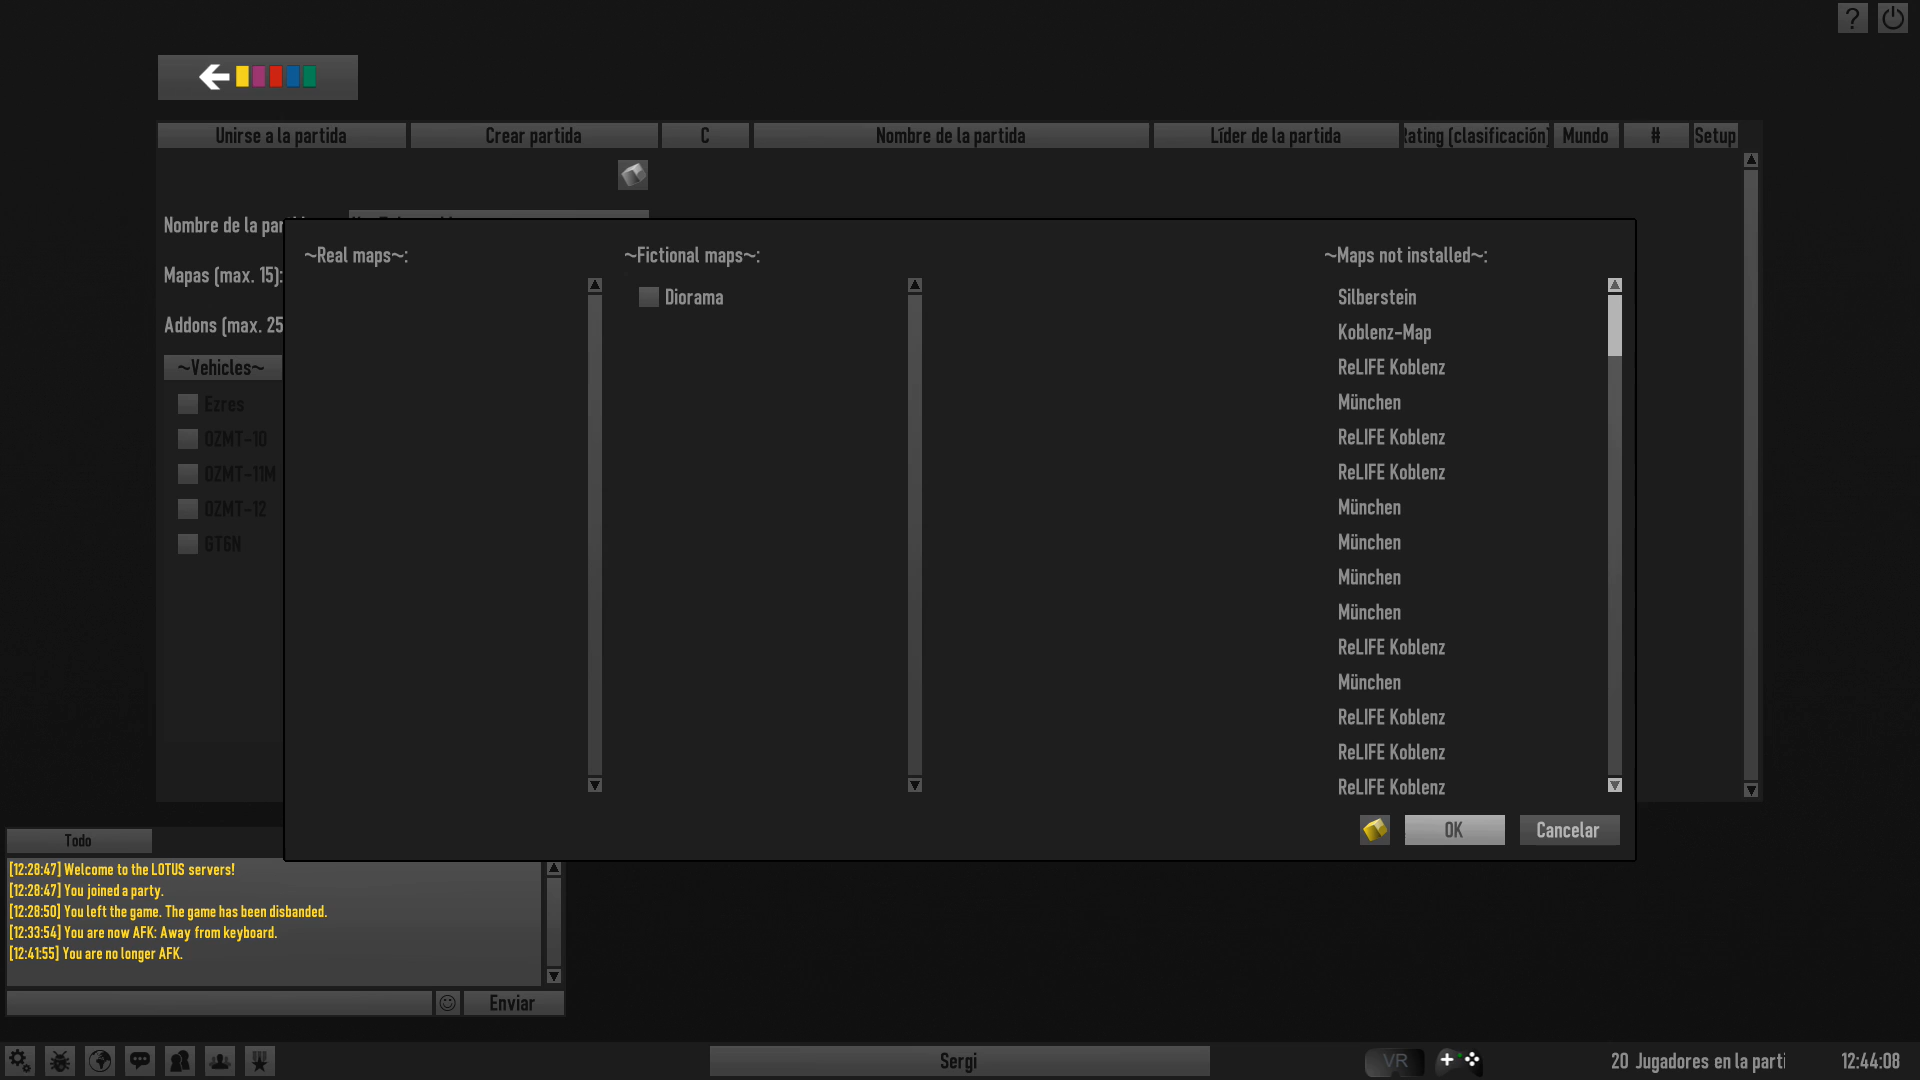 ?
Unirse a la partida
Crear partida
C
Nombre de la partida
Líder de la partida
Rating (clasificación)
Mundo
#
Setup
Nombre de la par
Mapas (max. 15):
Addons (max. 25
~Vehicles~
Ezres
OZMT-10
OZMT-11M
OZMT-12
GT6N
~Real maps~:
~Fictional maps~:
Diorama
~Maps not installed~:
Silberstein
Koblenz-Map
ReLIFE Koblenz
München
ReLIFE Koblenz
ReLIFE Koblenz
München
München
München
München
ReLIFE Koblenz
München
ReLIFE Koblenz
ReLIFE Koblenz
ReLIFE Koblenz
OK
Cancelar
Todo
[12:28:47] Welcome to the LOTUS servers!
[12:28:47] You joined a party.
[12:28:50] You left the game. The game has been disbanded.
[12:33:54] You are now AFK: Away from keyboard.
[12:41:55] You are no longer AFK.
Enviar
Sergi
VR
20 Jugadores en la parti
12:44:08